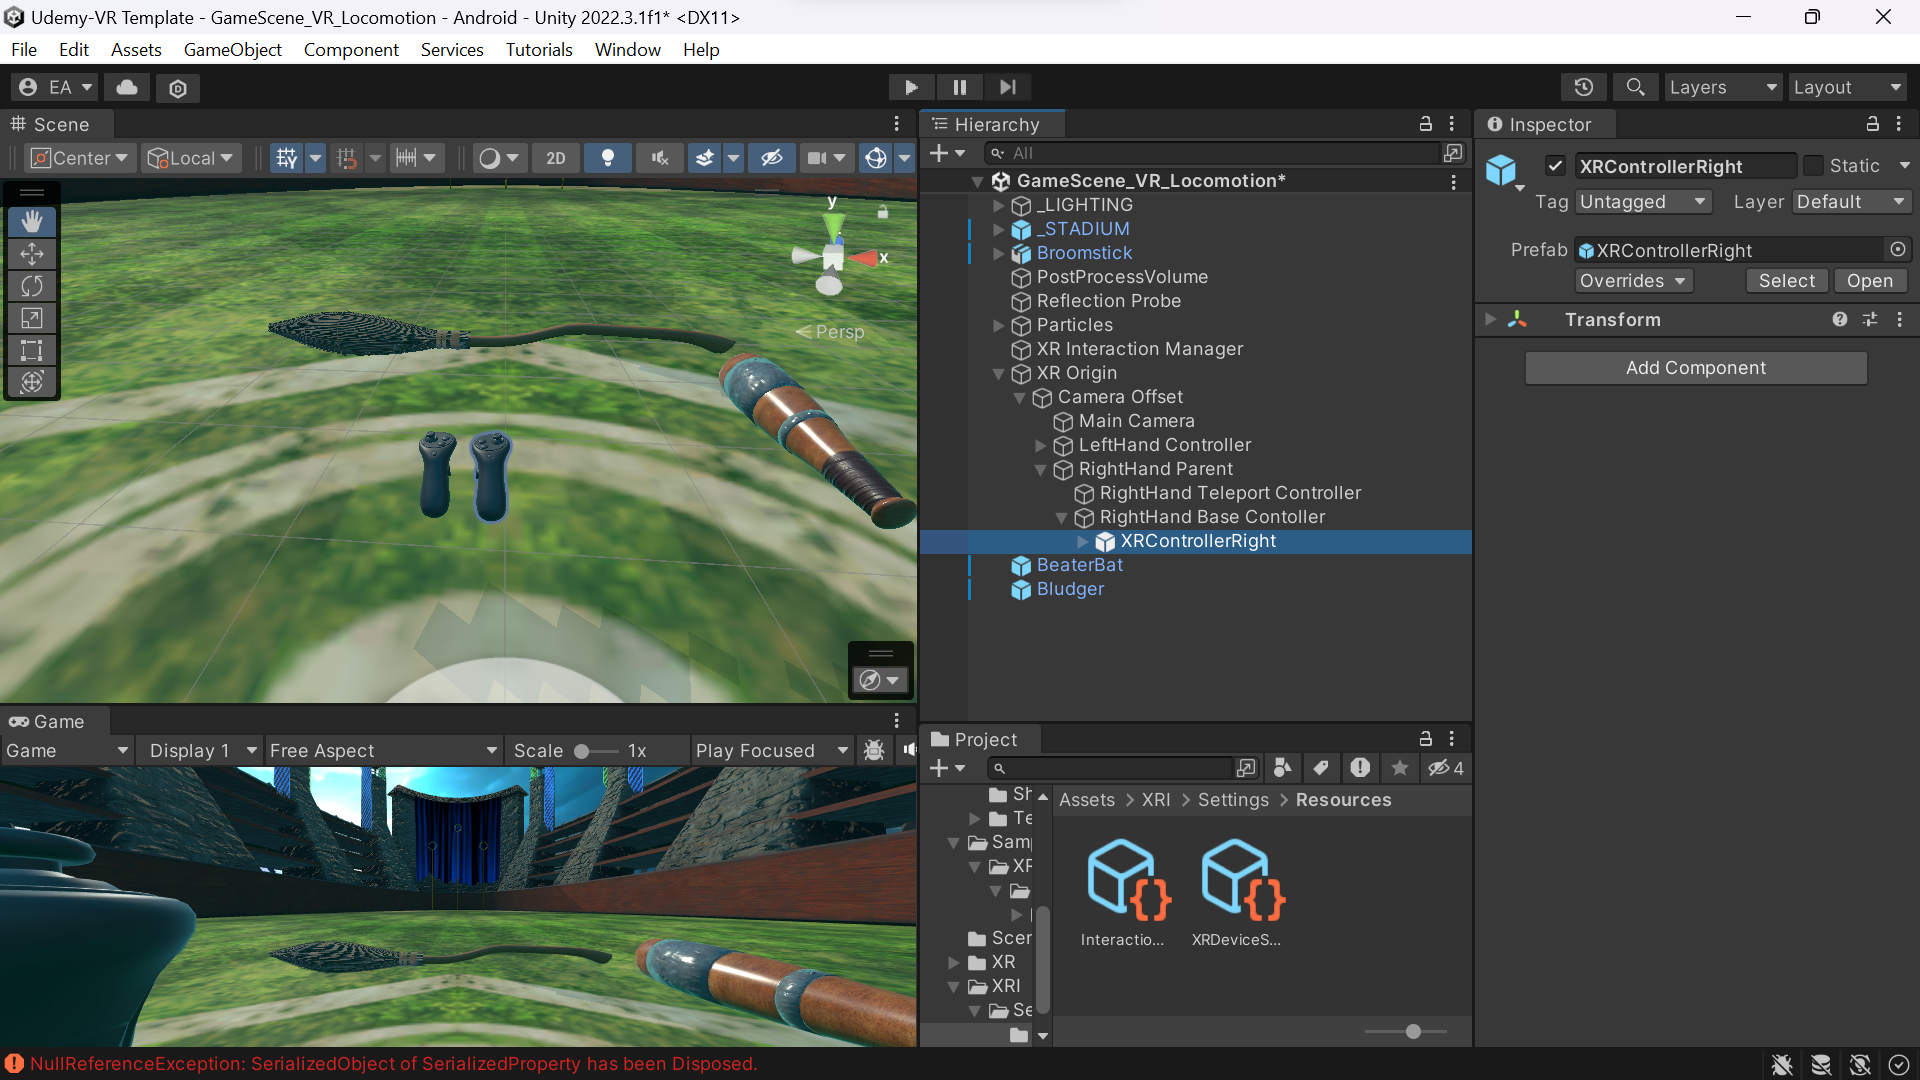 Udemy-VR Template - GameScene_VR_Locomotion - Android - Unity 2022.3.1f1* <DX11>
File Edit Assets GameObject Component Services Tutorials Window Help
EA Layers Layout
Scene
Center Local 2D
y
x
Persp
Hierarchy
All
GameScene_VR_Locomotion*
_LIGHTING
_STADIUM
Broomstick
PostProcessVolume
Reflection Probe
Particles
XR Interaction Manager
XR Origin
Camera Offset
Main Camera
LeftHand Controller
RightHand Parent
RightHand Teleport Controller
RightHand Base Contoller
XRControllerRight
BeaterBat
Bludger
Inspector
XRControllerRight Static
Tag Untagged Layer Default
Prefab XRControllerRight
Overrides Select Open
Transform
Add Component
Game
Game Display 1 Free Aspect Scale 1x Play Focused
Project
4
Sh
Te
Sam
XR
Scer
XR
XRI
Se
Assets > XRI > Settings > Resources
Interactio... XRDeviceS...
NullReferenceException: SerializedObject of SerializedProperty has been Disposed.